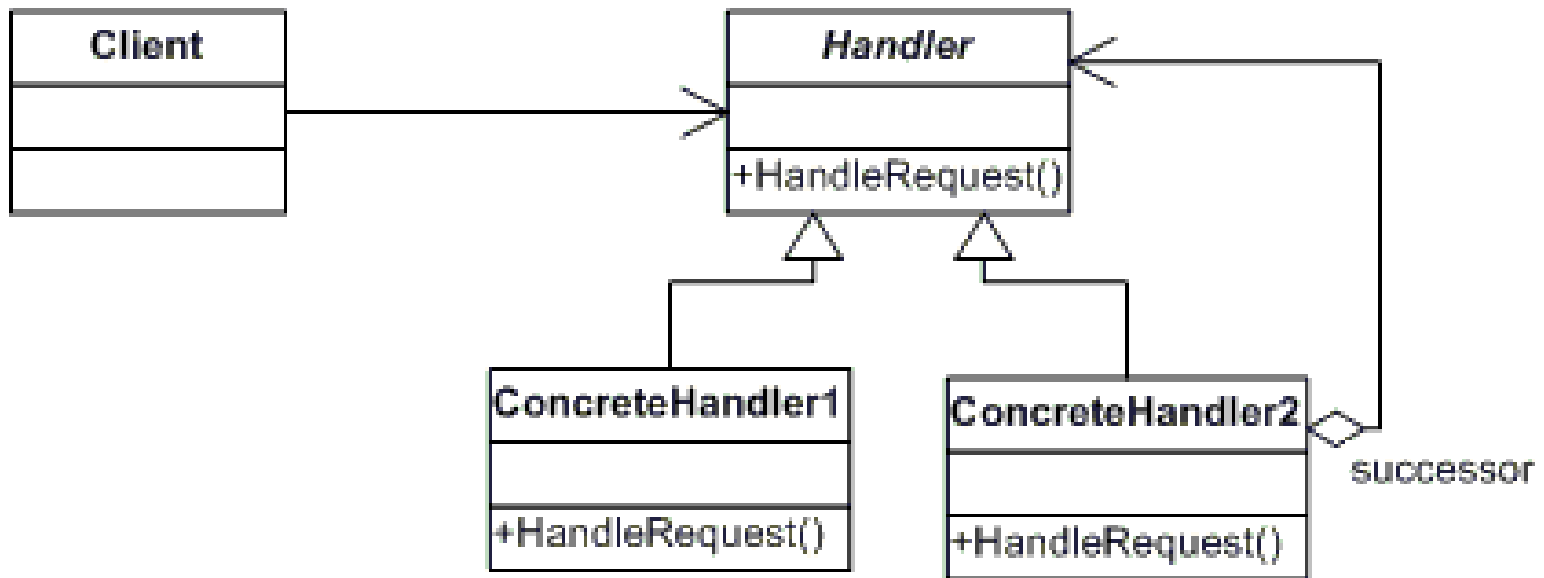 Client
Handler
+HandleRequest()
ConcreteHandler1
+HandleRequest()
ConcreteHandler2
successor
+HandleRequest()